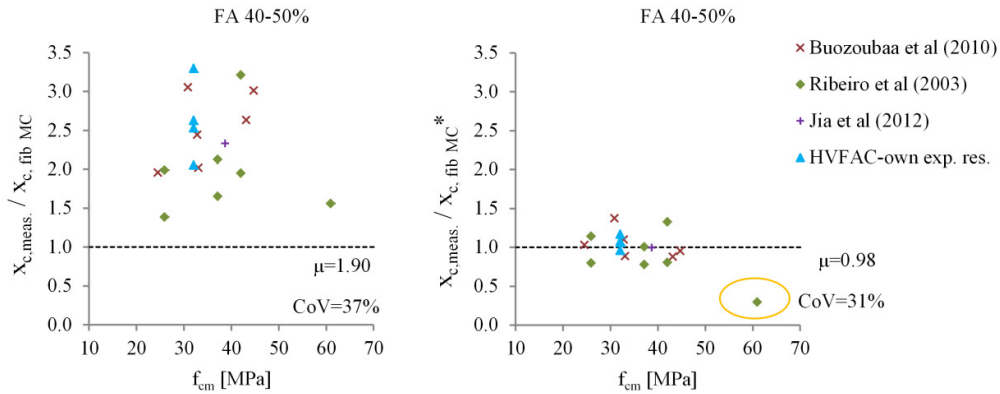 FA 40-50%
3.5
3.0
2.5
2.0
1.5
1.0
0.5
0.0
10 20 30 40 50 60 70
Xc,meas. / Xc, fib MC
fcm [MPa]
μ=1.90
CoV=37%
FA 40-50%
3.5
3.0
2.5
2.0
1.5
1.0
0.5
0.0
10 20 30 40 50 60 70
Xc,meas. / Xc, fib MC*
fcm [MPa]
μ=0.98
CoV=31%
Buozoubaa et al (2010)
Ribeiro et al (2003)
Jia et al (2012)
HVFAC-own exp. res.